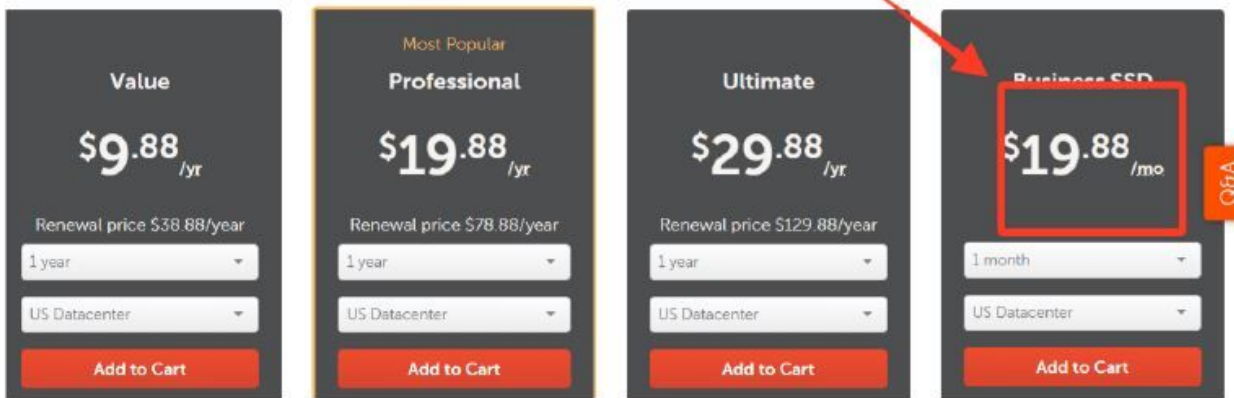 Value
$9.88/yr
Renewal price $38.88/year
1 year
US Datacenter
Add to Cart
Most Popular
Professional
$19.88/yr
Renewal price $78.88/year
1 year
US Datacenter
Add to Cart
Ultimate
$29.88/yr
Renewal price $129.88/year
1 year
US Datacenter
Add to Cart
Business SSD
$19.88/mo
1 month
US Datacenter
Add to Cart
Q&A